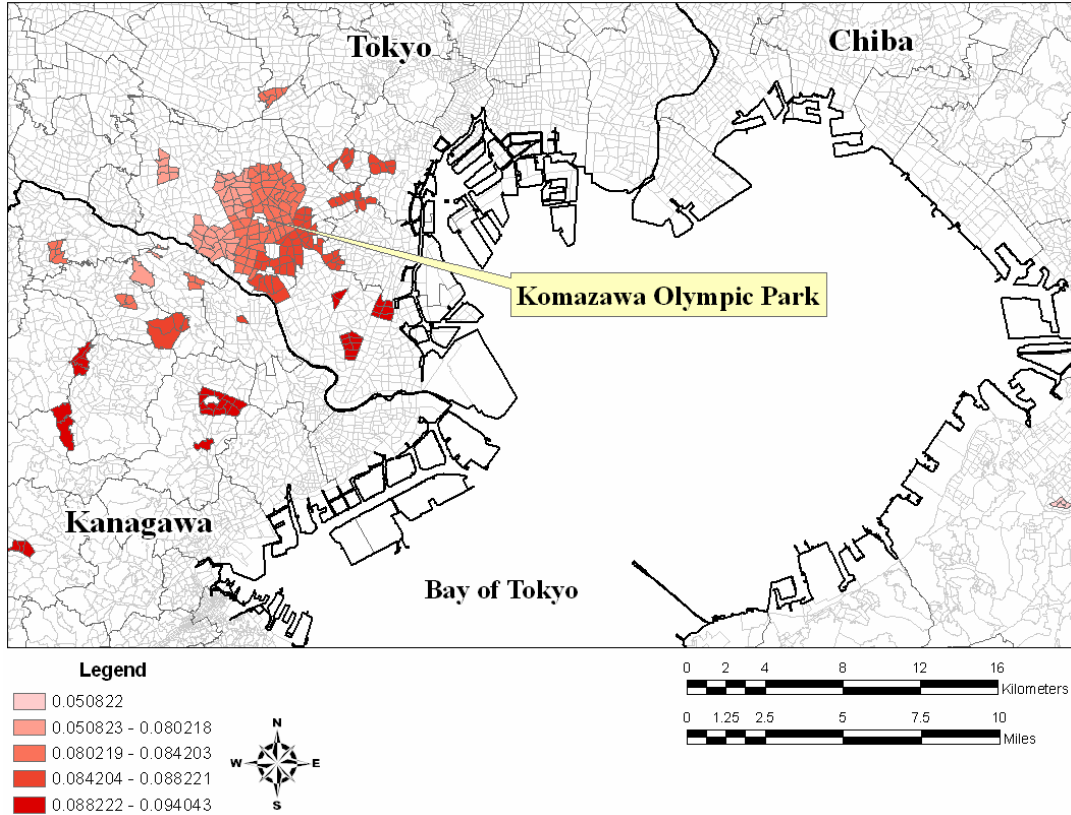 Tokyo
Chiba
Komazawa Olympic Park
Kanagawa
Bay of Tokyo
Legend
0.050822
0.050823 - 0.080218
0.080219 - 0.084203
0.084204 - 0.088221
0.088222 - 0.094043
N
W E
S
0 2 4 8 12 16
Kilometers
0 1.25 2.5 5 7.5 10
Miles